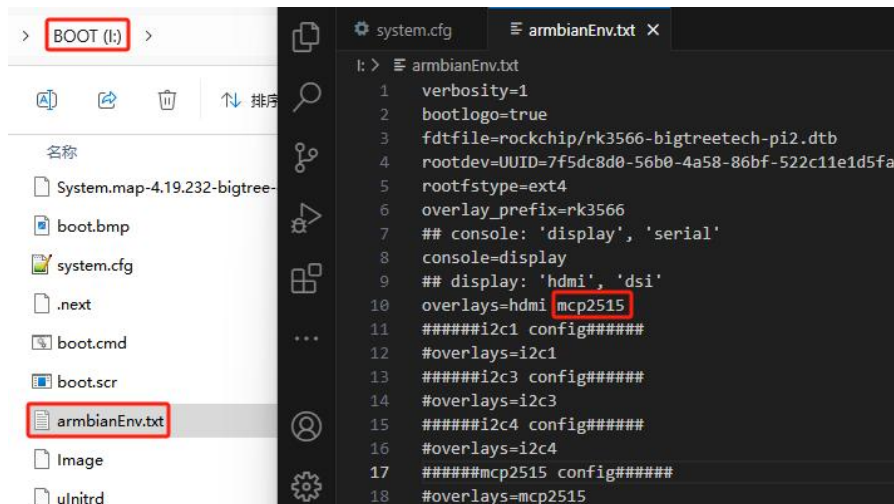 BOOT (I:)
排序
名称
System.map-4.19.232-bigtree-
boot.bmp
system.cfg
.next
boot.cmd
boot.scr
armbianEnv.txt
Image
uInitrd
system.cfg
armbianEnv.txt
I: > armbianEnv.txt
1 verbosity=1
2 bootlogo=true
3 fdtfile=rockchip/rk3566-bigtreetech-pi2.dtb
4 rootdev=UUID=7f5dc8d0-56b0-4a58-86bf-522c11e1d5fa
5 rootfstype=ext4
6 overlay_prefix=rk3566
7 ## console: 'display', 'serial'
8 console=display
9 ## display: 'hdmi', 'dsi'
10 overlays=hdmi mcp2515
11 ######i2c1 config######
12 #overlays=i2c1
13 ######i2c3 config######
14 #overlays=i2c3
15 ######i2c4 config######
16 #overlays=i2c4
17 ######mcp2515 config######
18 #overlays=mcp2515